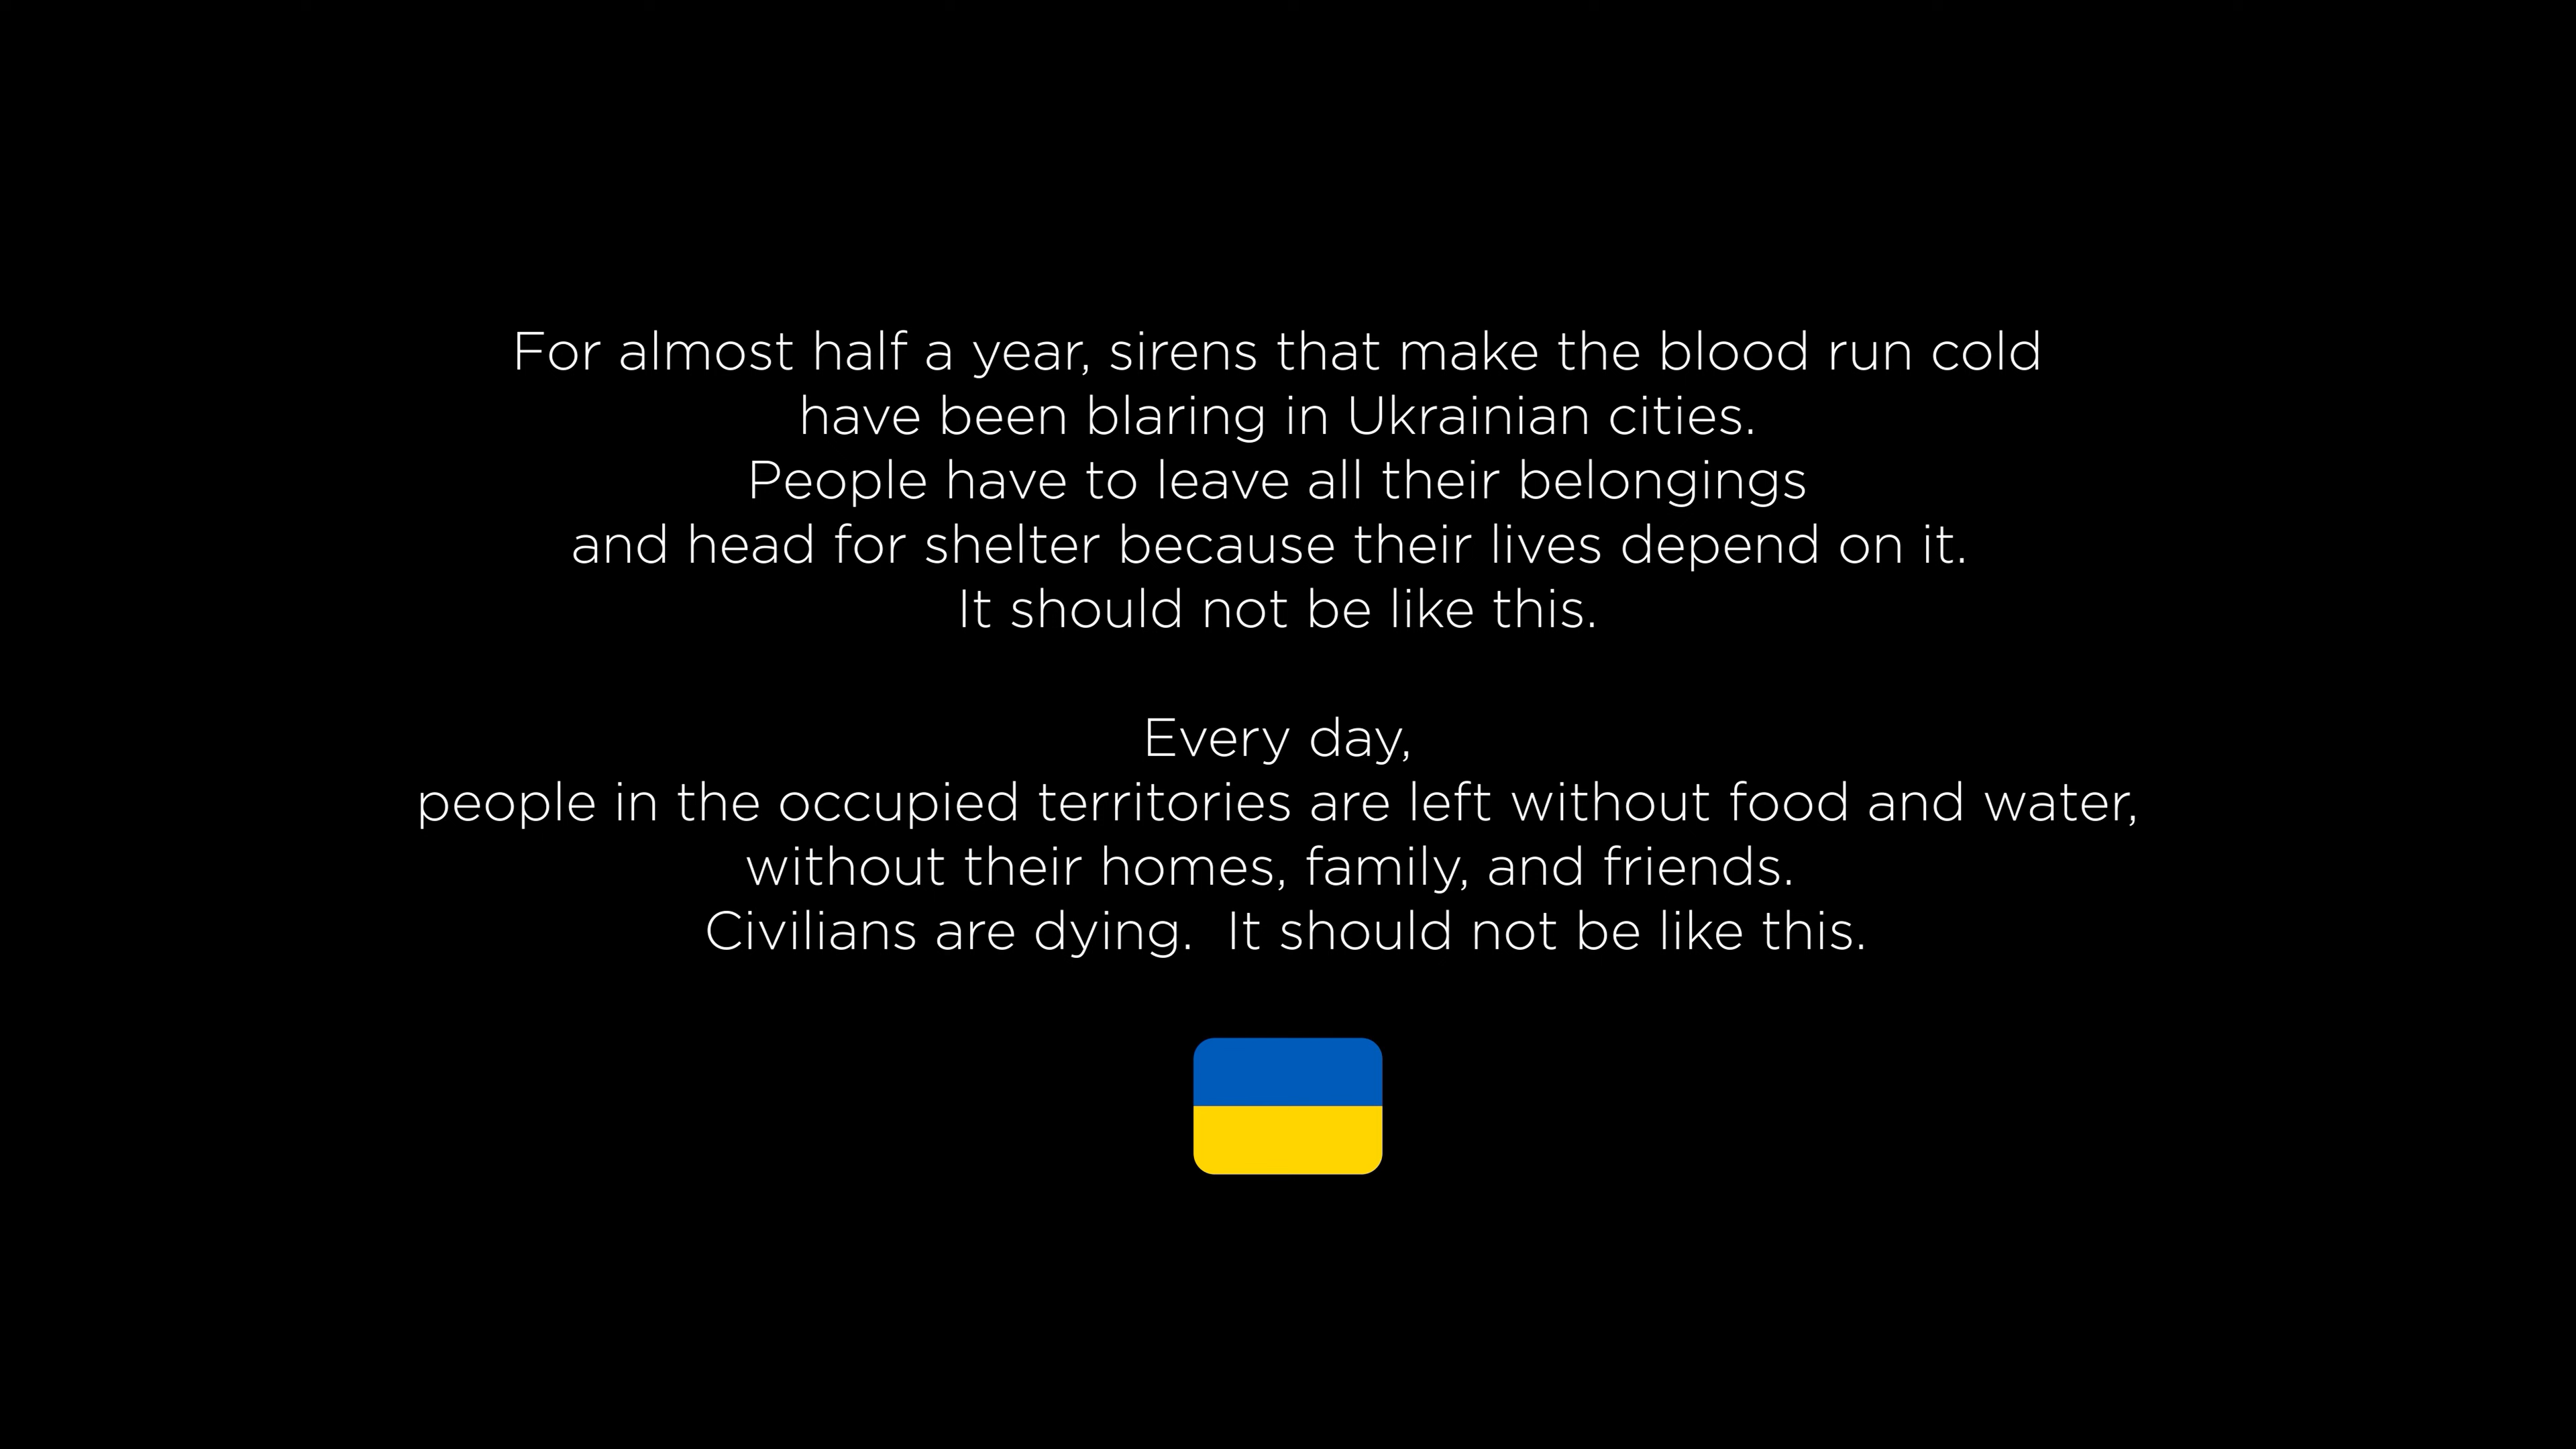 For almost half a year, sirens that make the blood run cold
have been blaring in Ukrainian cities.
People have to leave all their belongings
and head for shelter because their lives depend on it.
It should not be like this.
Every day,
people in the occupied territories are left without food and water,
without their homes, family, and friends.
Civilians are dying.  It should not be like this.